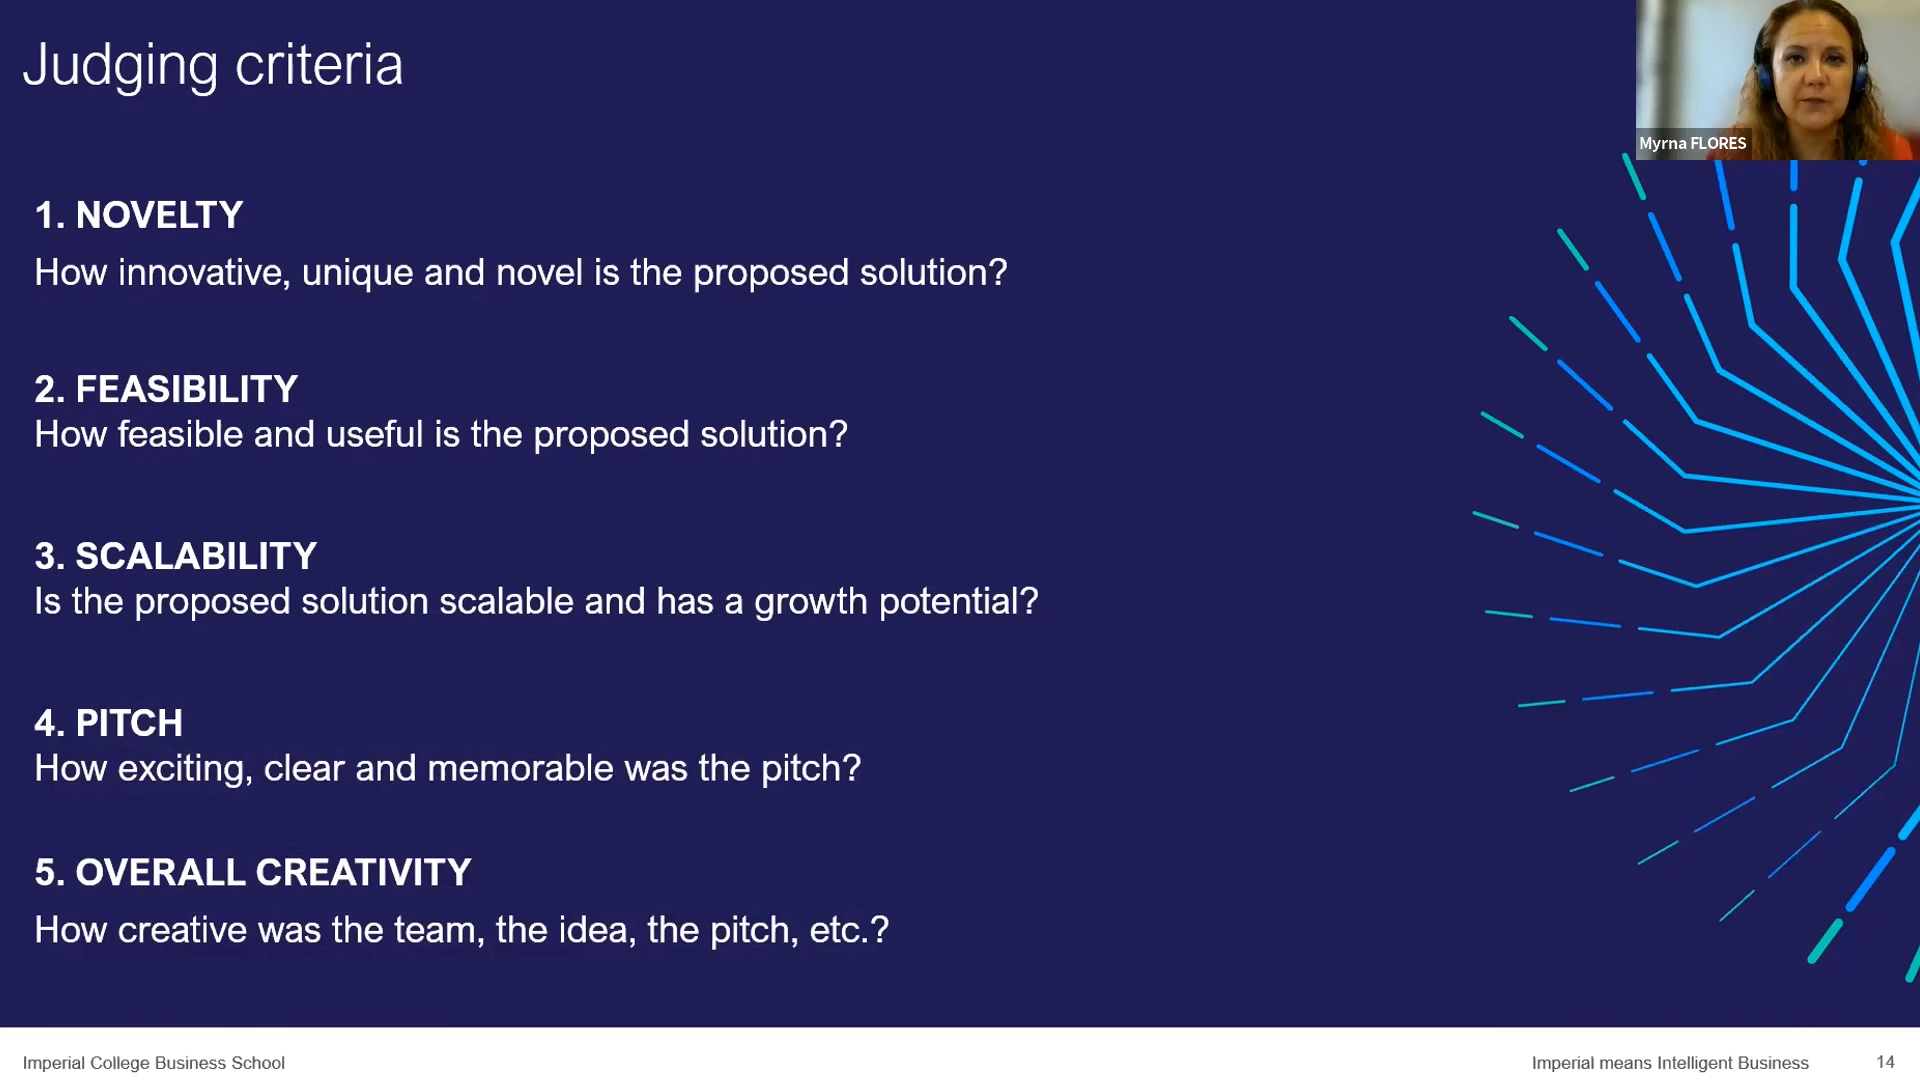 Judging criteria
Myrna FLORES
1. NOVELTY
How innovative, unique and novel is the proposed solution?
2. FEASIBILITY
How feasible and useful is the proposed solution?
3. SCALABILITY
Is the proposed solution scalable and has a growth potential?
4. PITCH
How exciting, clear and memorable was the pitch?
5. OVERALL CREATIVITY
How creative was the team, the idea, the pitch, etc.?
Imperial College Business School
Imperial means Intelligent Business
14